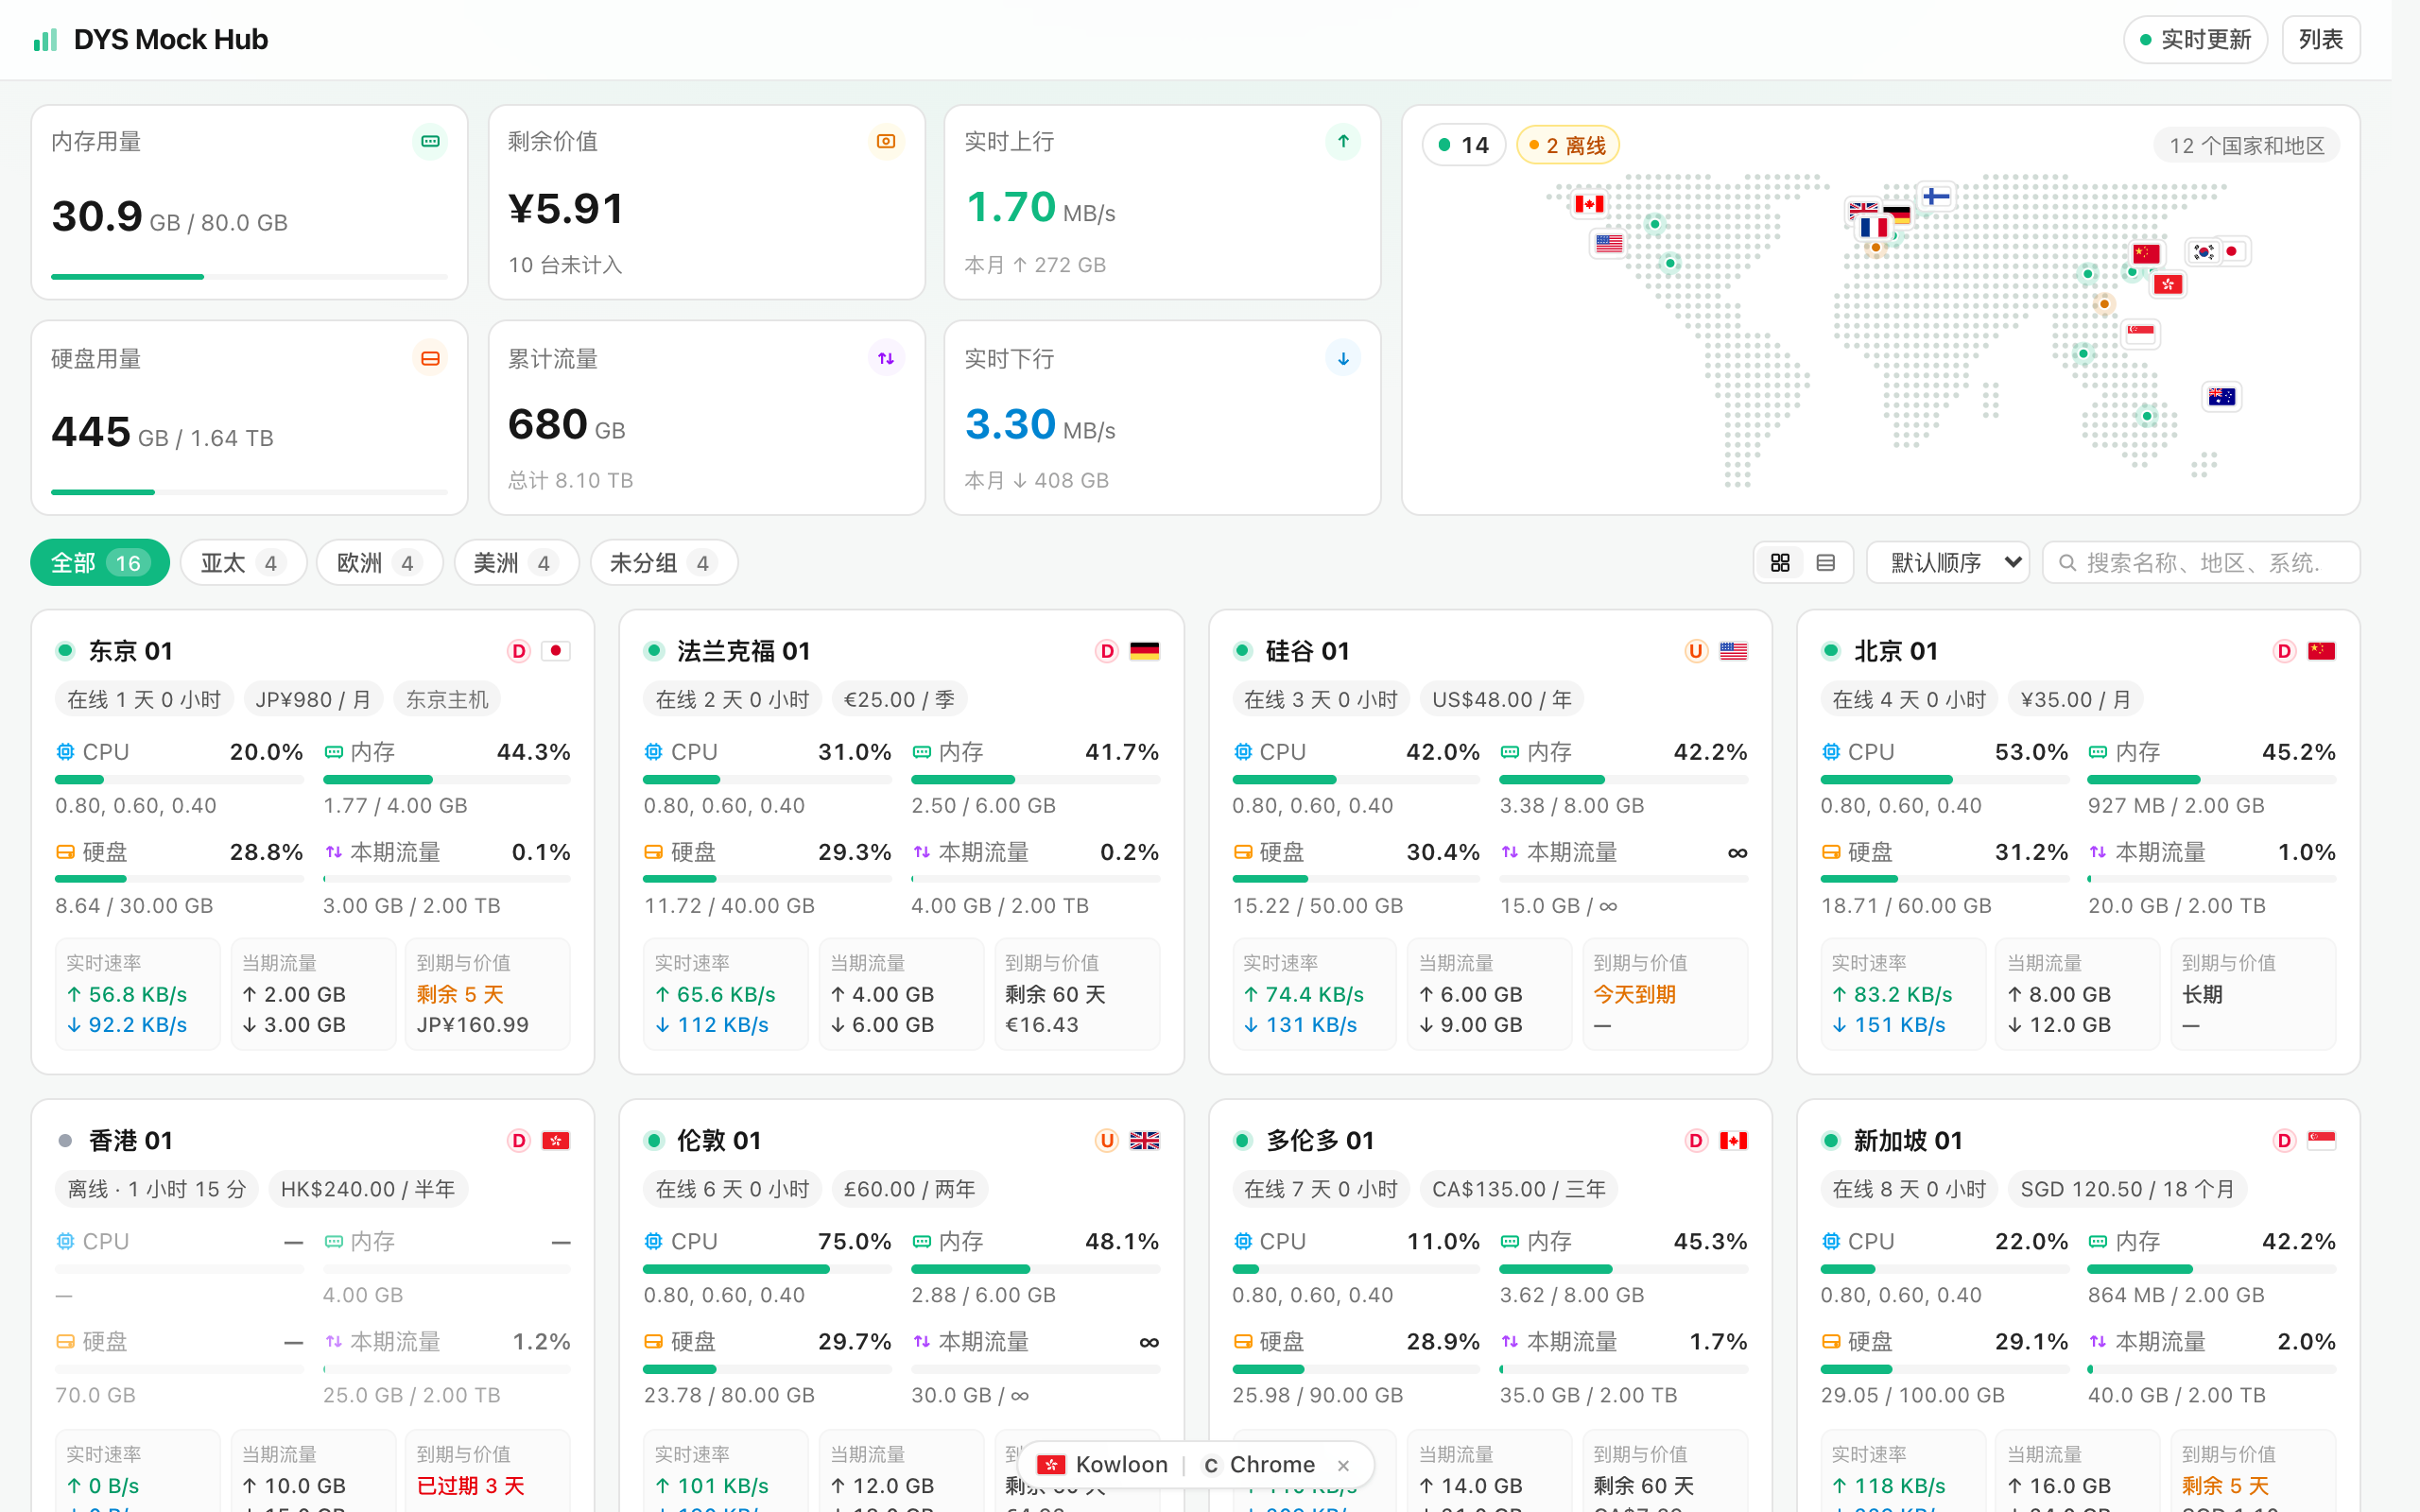 DYS Mock Hub
实时更新
列表
内存用量
30.9 GB / 80.0 GB
剩余价值
¥5.91
10 台未计入
实时上行
1.70 MB/s
本月 ↑ 272 GB
14
2 离线
12 个国家和地区
硬盘用量
445 GB / 1.64 TB
累计流量
680 GB
总计 8.10 TB
实时下行
3.30 MB/s
本月 ↓ 408 GB
全部 16
亚太 4
欧洲 4
美洲 4
未分组 4
默认顺序
搜索名称、地区、系统.
东京 01
D
在线 1 天 0 小时 JP¥980 / 月 东京主机
CPU 20.0% 内存 44.3%
0.80, 0.60, 0.40 1.77 / 4.00 GB
硬盘 28.8% 本期流量 0.1%
8.64 / 30.00 GB 3.00 GB / 2.00 TB
实时速率 当期流量 到期与价值
↑ 56.8 KB/s ↑ 2.00 GB 剩余 5 天
↓ 92.2 KB/s ↓ 3.00 GB JP¥160.99
法兰克福 01
D
在线 2 天 0 小时 €25.00 / 季
CPU 31.0% 内存 41.7%
0.80, 0.60, 0.40 2.50 / 6.00 GB
硬盘 29.3% 本期流量 0.2%
11.72 / 40.00 GB 4.00 GB / 2.00 TB
实时速率 当期流量 到期与价值
↑ 65.6 KB/s ↑ 4.00 GB 剩余 60 天
↓ 112 KB/s ↓ 6.00 GB €16.43
硅谷 01
U
在线 3 天 0 小时 US$48.00 / 年
CPU 42.0% 内存 42.2%
0.80, 0.60, 0.40 3.38 / 8.00 GB
硬盘 30.4% 本期流量 ∞
15.22 / 50.00 GB 15.0 GB / ∞
实时速率 当期流量 到期与价值
↑ 74.4 KB/s ↑ 6.00 GB 今天到期
↓ 131 KB/s ↓ 9.00 GB —
北京 01
D
在线 4 天 0 小时 ¥35.00 / 月
CPU 53.0% 内存 45.2%
0.80, 0.60, 0.40 927 MB / 2.00 GB
硬盘 31.2% 本期流量 1.0%
18.71 / 60.00 GB 20.0 GB / 2.00 TB
实时速率 当期流量 到期与价值
↑ 83.2 KB/s ↑ 8.00 GB 长期
↓ 151 KB/s ↓ 12.0 GB —
香港 01
D
离线 · 1 小时 15 分 HK$240.00 / 半年
CPU — 内存 —
— 4.00 GB
硬盘 — 本期流量 1.2%
70.0 GB 25.0 GB / 2.00 TB
实时速率 当期流量 到期与价值
↑ 0 B/s ↑ 10.0 GB 已过期 3 天
伦敦 01
U
在线 6 天 0 小时 £60.00 / 两年
CPU 75.0% 内存 48.1%
0.80, 0.60, 0.40 2.88 / 6.00 GB
硬盘 29.7% 本期流量 ∞
23.78 / 80.00 GB 30.0 GB / ∞
实时速率 当期流量
↑ 101 KB/s ↑ 12.0 GB
多伦多 01
D
在线 7 天 0 小时 CA$135.00 / 三年
CPU 11.0% 内存 45.3%
0.80, 0.60, 0.40 3.62 / 8.00 GB
硬盘 28.9% 本期流量 1.7%
25.98 / 90.00 GB 35.0 GB / 2.00 TB
当期流量 到期与价值
↑ 14.0 GB 剩余 60 天
新加坡 01
D
在线 8 天 0 小时 SGD 120.50 / 18 个月
CPU 22.0% 内存 42.2%
0.80, 0.60, 0.40 864 MB / 2.00 GB
硬盘 29.1% 本期流量 2.0%
29.05 / 100.00 GB 40.0 GB / 2.00 TB
实时速率 当期流量 到期与价值
↑ 118 KB/s ↑ 16.0 GB 剩余 5 天
Kowloon | C Chrome ×